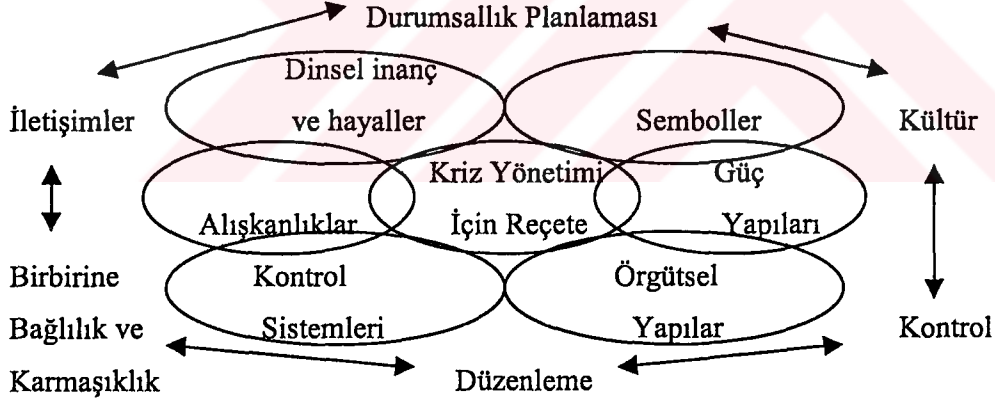 Durumsallık Planlaması
Dinsel inanç
İletişimler ve hayaller Semboller Kültür
Kriz Yönetimi Güç
Alışkanlıklar İçin Reçete Yapıları
Birbirine Kontrol Örgütsel
Bağlılık ve Sistemleri Yapılar Kontrol
Karmaşıklık Düzenleme